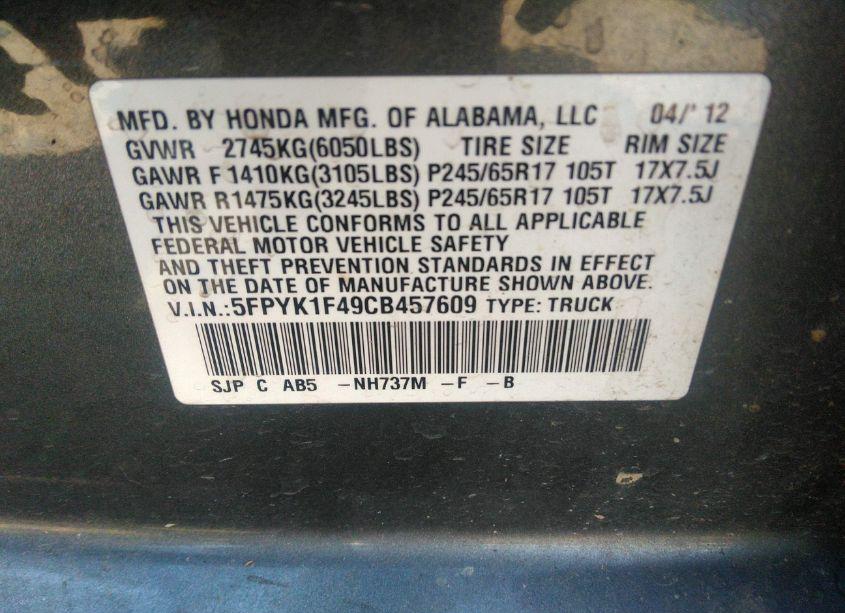 MFD. BY HONDA MFG. OF ALABAMA, LLC 04/' 12
GVWR 2745KG(6050LBS) TIRE SIZE RIM SIZE
GAWR F 1410KG(3105LBS) P245/65R17 105T 17X7.5J
GAWR R1475KG(3245LBS) P245/65R17 105T 17X7.5J
THIS VEHICLE CONFORMS TO ALL APPLICABLE
FEDERAL MOTOR VEHICLE SAFETY
AND THEFT PREVENTION STANDARDS IN EFFECT
ON THE DATE OF MANUFACTURE SHOWN ABOVE.
V.I.N.:5FPYK1F49CB457609 TYPE: TRUCK
SJP C AB5 -NH737M -F -B